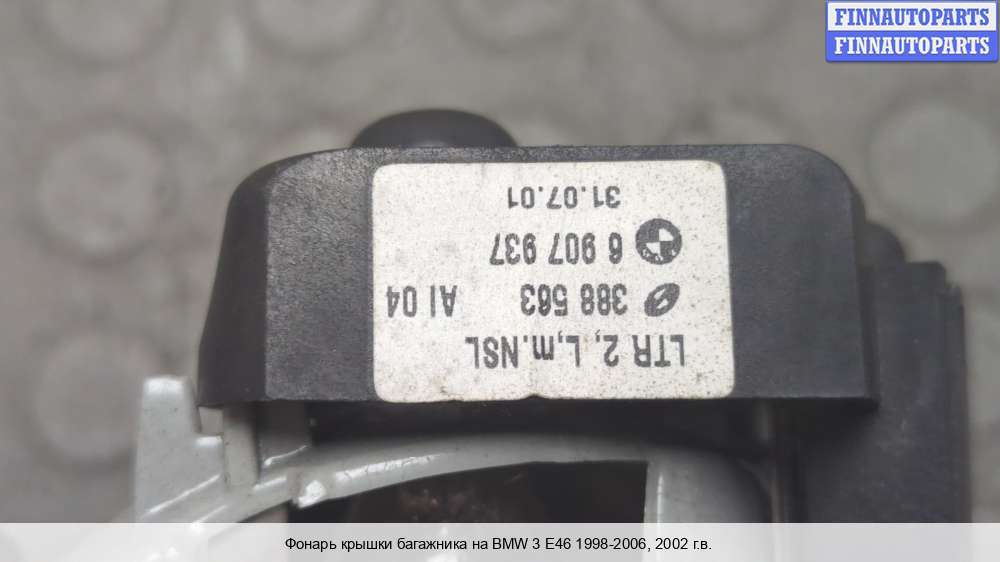 FINNAUTOPARTS
FINNAUTOPARTS
LTR 2, L,m.NSL
388 563 AI 04
6 907 937
31.07.01
Фонарь крышки багажника на BMW 3 E46 1998-2006, 2002 г.в.